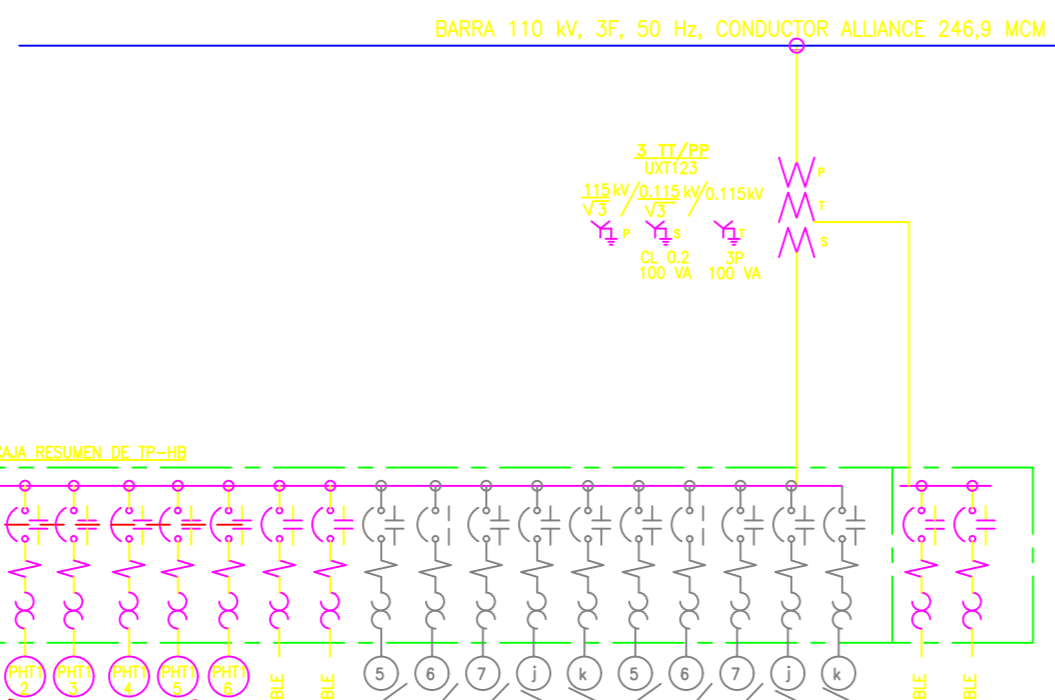 BARRA 110 kV, 3F, 50 Hz, CONDUCTOR ALLIANCE 246,9 MCM
3 TT/PP
UXT123
115 kV/0.115 kV/0.115kV
√3 √3
P
T
S
P S T
CL 0.2 3P
100 VA 100 VA
CAJA RESUMEN DE TP-HB
PHT1 PHT1 PHT1 PHT1 PHT1
2 3 4 5 6
BLE BLE 5 6 7 j k 5 6 7 j k BLE BLE